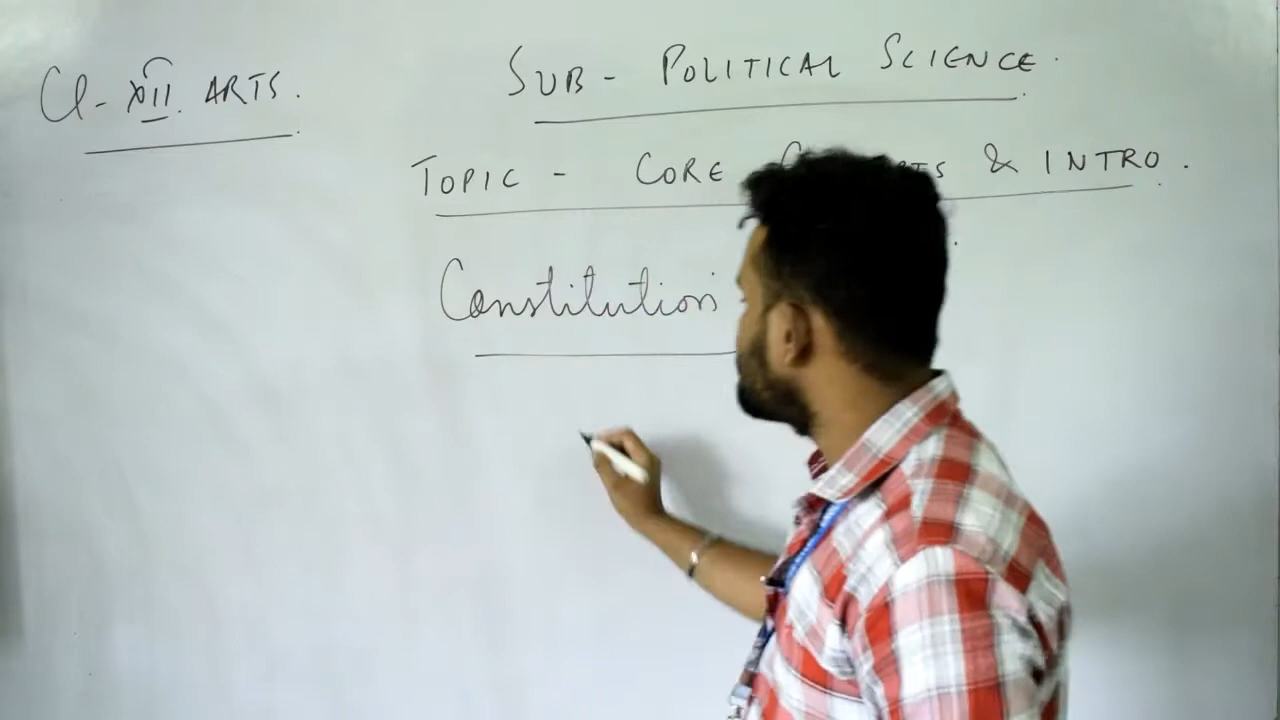 Cl - XII ARTS.
SUB - POLITICAL SCIENCE.
TOPIC - CORE & INTRO.
Constitution